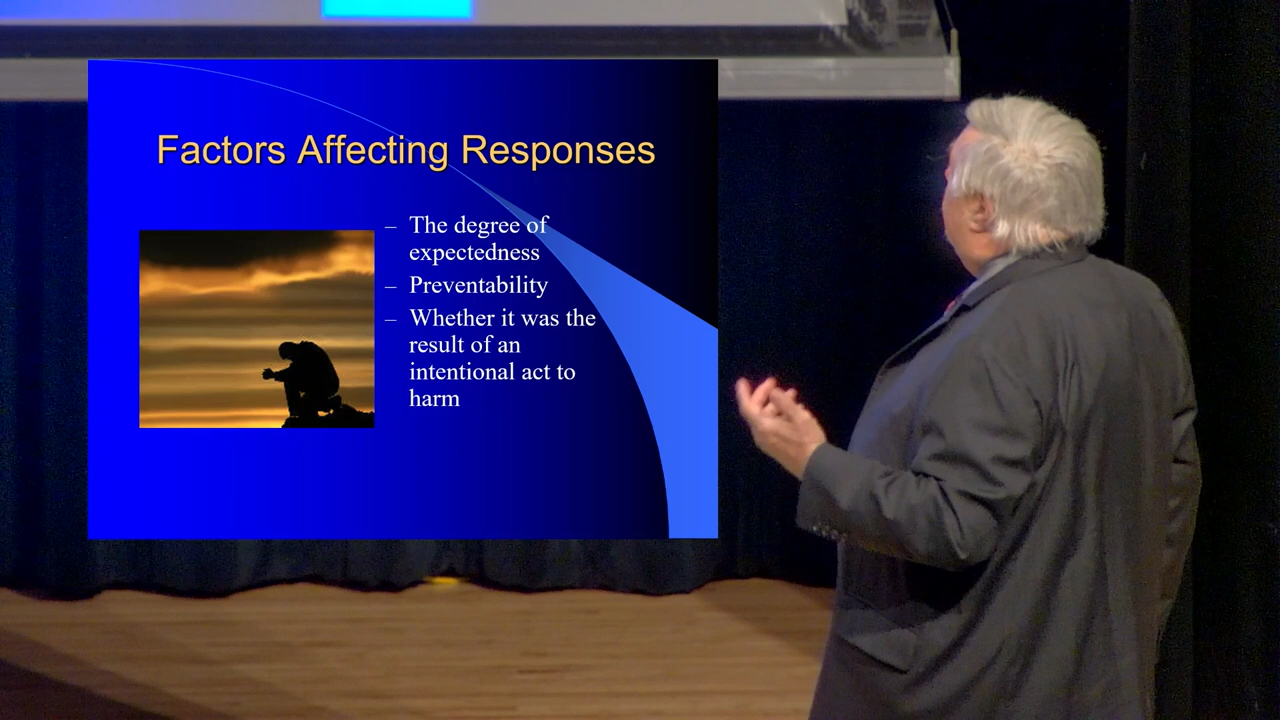 Factors Affecting Responses
– The degree of
expectedness
– Preventability
– Whether it was the
result of an
intentional act to
harm